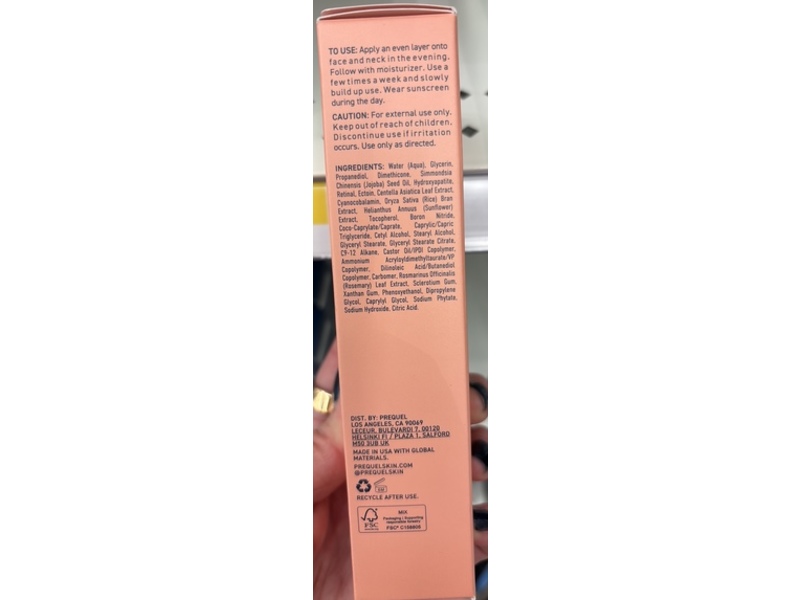 TO USE: Apply an even layer onto
face and neck in the evening.
Follow with moisturizer. Use a
few times a week and slowly
build up use. Wear sunscreen
during the day.
CAUTION: For external use only.
Keep out of reach of children.
Discontinue use if irritation
occurs. Use only as directed.
INGREDIENTS: Water (Aqua), Glycerin,
Propanediol, Dimethicone, Simmondsia
Chinensis (Jojoba) Seed Oil, Hydroxyapatite,
Retinal, Ectoin, Centella Asiatica Leaf Extract,
Cyanocobalamin, Oryza Sativa (Rice) Bran
Extract, Helianthus Annuus (Sunflower)
Extract, Tocopherol, Boron Nitride,
Coco-Caprylate/Caprate, Caprylic/Capric
Triglyceride, Cetyl Alcohol, Stearyl Alcohol,
Glyceryl Stearate, Glyceryl Stearate Citrate,
C9-12 Alkane, Castor Oil/IPDI Copolymer,
Ammonium Acryloyldimethyltaurate/VP
Copolymer, Dilinoleic Acid/Butanediol
Copolymer, Carbomer, Rosmarinus Officinalis
(Rosemary) Leaf Extract, Sclerotium Gum,
Xanthan Gum, Phenoxyethanol, Dipropylene
Glycol, Caprylyl Glycol, Sodium Phytate,
Sodium Hydroxide, Citric Acid.
DIST. BY: PREQUEL
LOS ANGELES, CA 90069
LEGEUR, BULEVARDI 7, 00120
HELSINKI FI / PLAZA 1, SALFORD
M50 3UB UK
MADE IN USA WITH GLOBAL
MATERIALS.
PREQUELSKIN.COM
@PREQUELSKIN
RECYCLE AFTER USE.
FSC
MIX
Packaging | Supporting
responsible forestry
FSC®